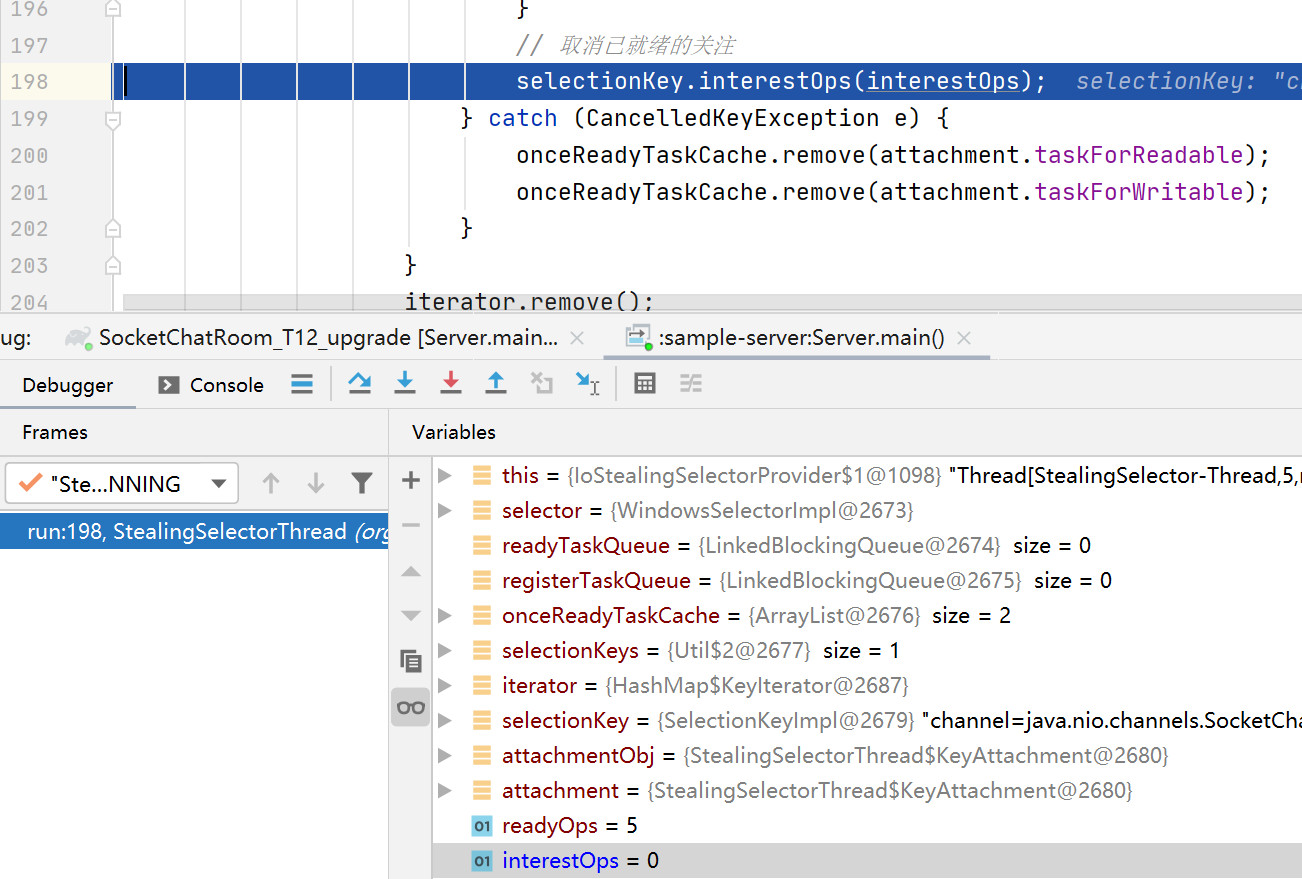 196 }
197 // 取消已就绪的关注
198 selectionKey.interestOps(interestOps); selectionKey: "c
199 } catch (CancelledKeyException e) {
200 onceReadyTaskCache.remove(attachment.taskForReadable);
201 onceReadyTaskCache.remove(attachment.taskForWritable);
202 }
203 }
204 iterator.remove();
ug: SocketChatRoom_T12_upgrade [Server.main... :sample-server:Server.main()
Debugger Console
Frames Variables
"Ste...NNING
run:198, StealingSelectorThread (org
this = {IoStealingSelectorProvider$1@1098} "Thread[StealingSelector-Thread,5,
selector = {WindowsSelectorImpl@2673}
readyTaskQueue = {LinkedBlockingQueue@2674} size = 0
registerTaskQueue = {LinkedBlockingQueue@2675} size = 0
onceReadyTaskCache = {ArrayList@2676} size = 2
selectionKeys = {Util$2@2677} size = 1
iterator = {HashMap$KeyIterator@2687}
selectionKey = {SelectionKeyImpl@2679} "channel=java.nio.channels.SocketCha
attachmentObj = {StealingSelectorThread$KeyAttachment@2680}
attachment = {StealingSelectorThread$KeyAttachment@2680}
01 readyOps = 5
01 interestOps = 0